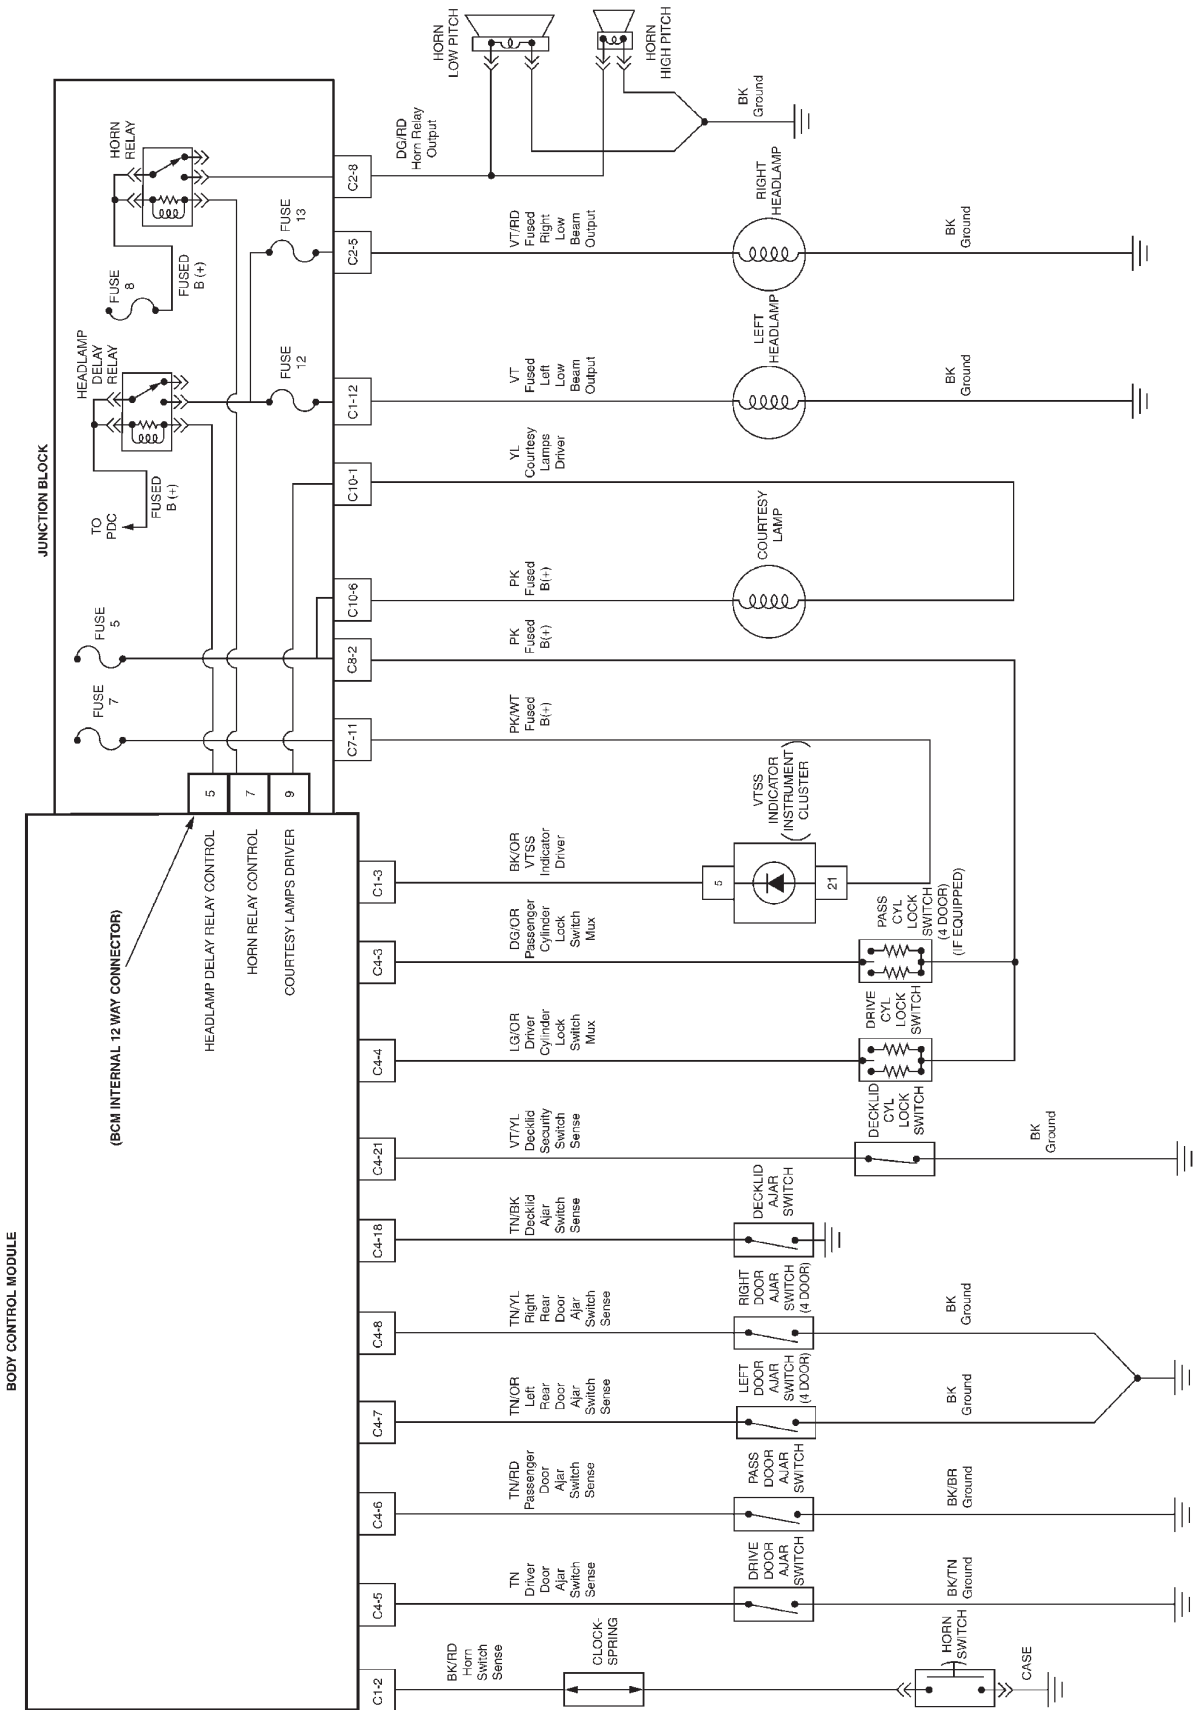 BODY CONTROL MODULE
(BCM INTERNAL 12 WAY CONNECTOR)
HEADLAMP DELAY RELAY CONTROL
HORN RELAY CONTROL
COURTESY LAMPS DRIVER
5
7
9
JUNCTION BLOCK
FUSE
7
FUSE
5
TO
PDC
FUSED
B (+)
HEADLAMP
DELAY
RELAY
FUSE
8
FUSED
B (+)
HORN
RELAY
FUSE
12
FUSE
13
C1-2
C4-5
C4-6
C4-7
C4-8
C4-18
C4-21
C4-4
C4-3
C1-3
C7-11
C8-2
C10-6
C10-1
C1-12
C2-5
C2-8
BK/RD
Horn
Switch
Sense
TN
Driver
Door
Ajar
Switch
Sense
TN/RD
Passenger
Door
Ajar
Switch
Sense
TN/OR
Left
Rear
Door
Ajar
Switch
Sense
TN/YL
Right
Rear
Door
Ajar
Switch
Sense
TN/BK
Decklid
Ajar
Switch
Sense
VT/YL
Decklid
Security
Switch
Sense
LG/OR
Driver
Cylinder
Lock
Switch
Mux
DG/OR
Passenger
Cylinder
Lock
Switch
Mux
BK/OR
VTSS
Indicator
Driver
PK/WT
Fused
B(+)
PK
Fused
B(+)
PK
Fused
B(+)
YL
Courtesy
Lamps
Driver
VT
Fused
Left
Low
Beam
Output
VT/RD
Fused
Right
Low
Beam
Output
DG/RD
Horn Relay
Output
HORN
LOW PITCH
HORN
HIGH PITCH
CLOCK-
SPRING
DRIVE
DOOR
AJAR
SWITCH
PASS
DOOR
AJAR
SWITCH
LEFT
DOOR
AJAR
SWITCH
(4 DOOR)
RIGHT
DOOR
AJAR
SWITCH
(4 DOOR)
DECKLID
AJAR
SWITCH
DECKLID
CYL
LOCK
SWITCH
DRIVE
CYL
LOCK
SWITCH
PASS
CYL
LOCK
SWITCH
(4 DOOR)
(IF EQUIPPED)
5
21
VTSS
INDICATOR
(INSTRUMENT)
CLUSTER
COURTESY
LAMP
LEFT
HEADLAMP
RIGHT
HEADLAMP
HORN
SWITCH
CASE
BK/TN
Ground
BK/BR
Ground
BK
Ground
BK
Ground
BK
Ground
BK
Ground
BK
Ground
BK
Ground